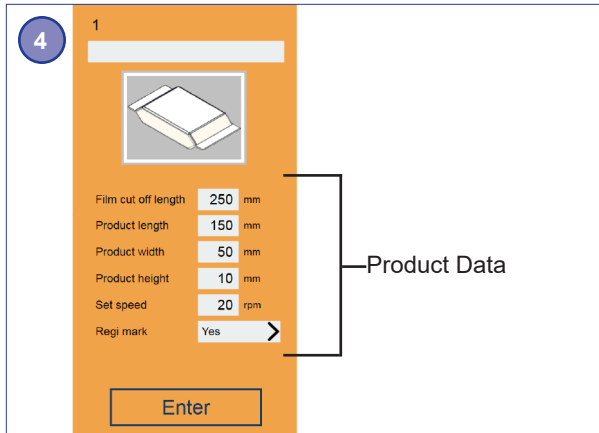 4
1
Film cut off length 250 mm
Product length 150 mm
Product width 50 mm
Product height 10 mm
Set speed 20 rpm
Regi mark Yes
Product Data
Enter